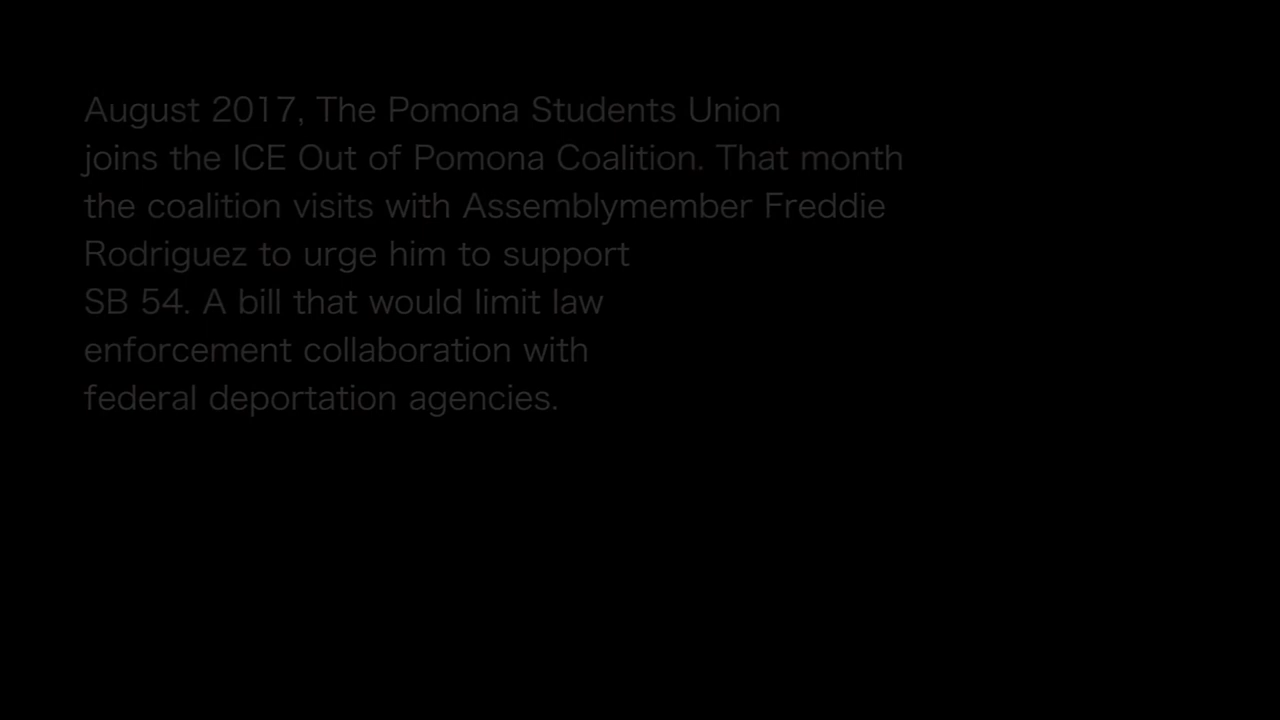 August 2017, The Pomona Students Union
joins the ICE Out of Pomona Coalition. That month
the coalition visits with Assemblymember Freddie
Rodriguez to urge him to support
SB 54. A bill that would limit law
enforcement collaboration with
federal deportation agencies.